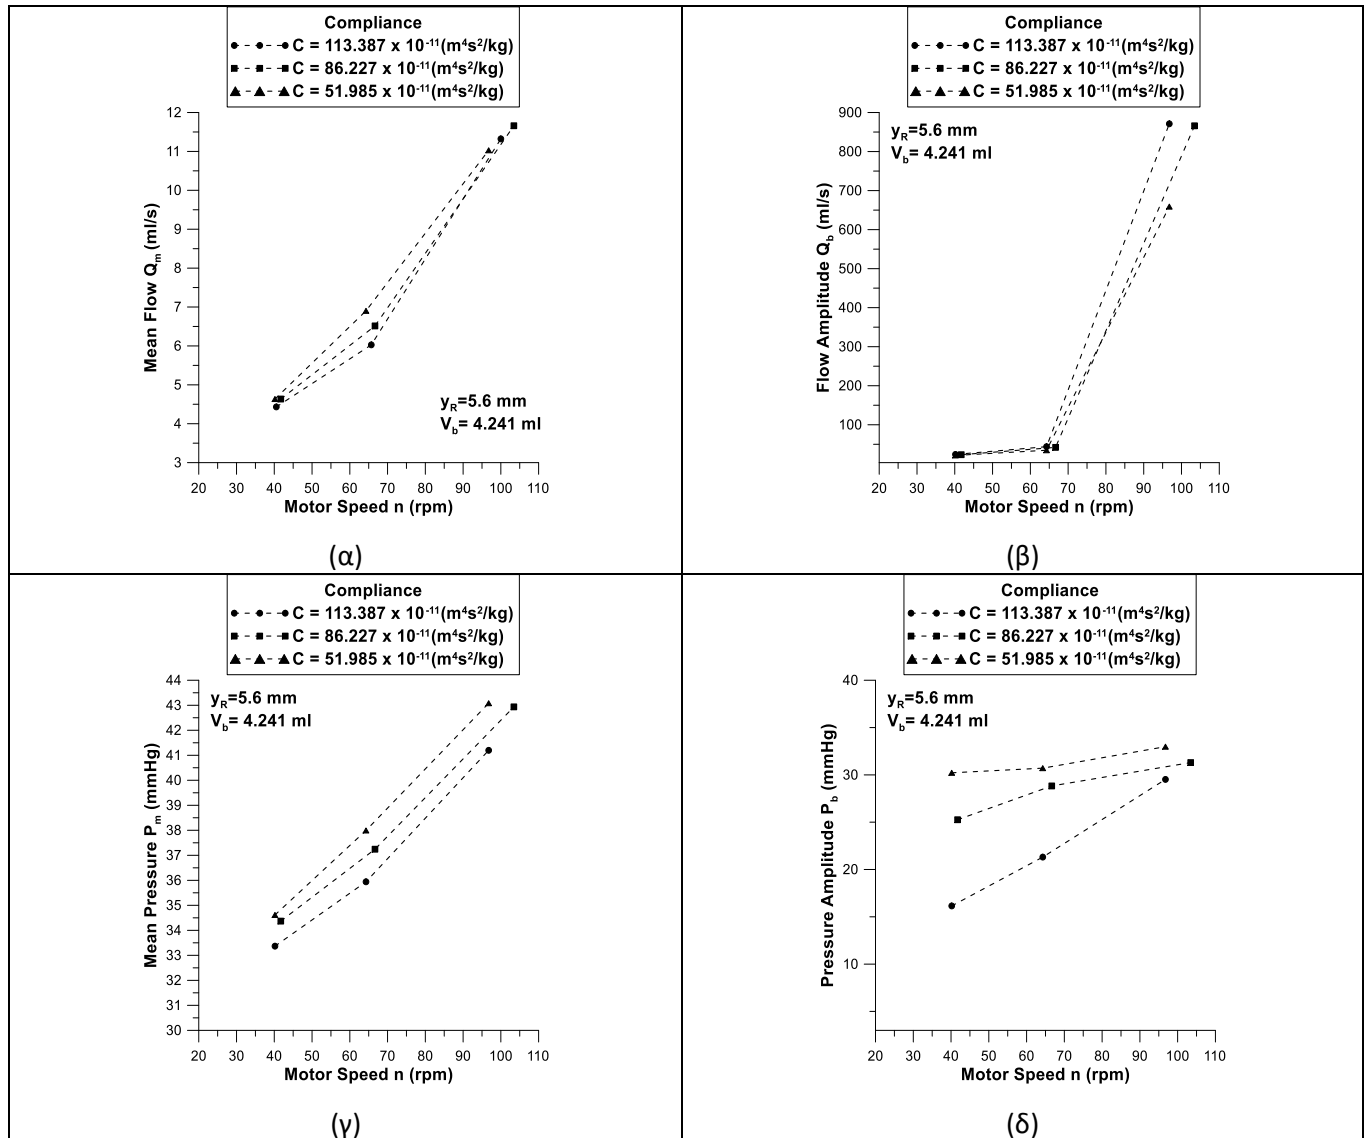 Compliance
C = 113.387 x 10⁻¹¹(m⁴s²/kg)
C = 86.227 x 10⁻¹¹(m⁴s²/kg)
C = 51.985 x 10⁻¹¹(m⁴s²/kg)
12
11
10
9
8
7
6
5
4
3
Mean Flow Qₘ (ml/s)
y_R=5.6 mm
V_b= 4.241 ml
20 30 40 50 60 70 80 90 100 110
Motor Speed n (rpm)
(α)
Compliance
C = 113.387 x 10⁻¹¹(m⁴s²/kg)
C = 86.227 x 10⁻¹¹(m⁴s²/kg)
C = 51.985 x 10⁻¹¹(m⁴s²/kg)
900
800
700
600
500
400
300
200
100
Flow Amplitude Q_b (ml/s)
y_R=5.6 mm
V_b= 4.241 ml
20 30 40 50 60 70 80 90 100 110
Motor Speed n (rpm)
(β)
Compliance
C = 113.387 x 10⁻¹¹(m⁴s²/kg)
C = 86.227 x 10⁻¹¹(m⁴s²/kg)
C = 51.985 x 10⁻¹¹(m⁴s²/kg)
44
43
42
41
40
39
38
37
36
35
34
33
32
31
30
Mean Pressure Pₘ (mmHg)
y_R=5.6 mm
V_b= 4.241 ml
20 30 40 50 60 70 80 90 100 110
Motor Speed n (rpm)
(γ)
Compliance
C = 113.387 x 10⁻¹¹(m⁴s²/kg)
C = 86.227 x 10⁻¹¹(m⁴s²/kg)
C = 51.985 x 10⁻¹¹(m⁴s²/kg)
40
30
20
10
Pressure Amplitude P_b (mmHg)
y_R=5.6 mm
V_b= 4.241 ml
20 30 40 50 60 70 80 90 100 110
Motor Speed n (rpm)
(δ)